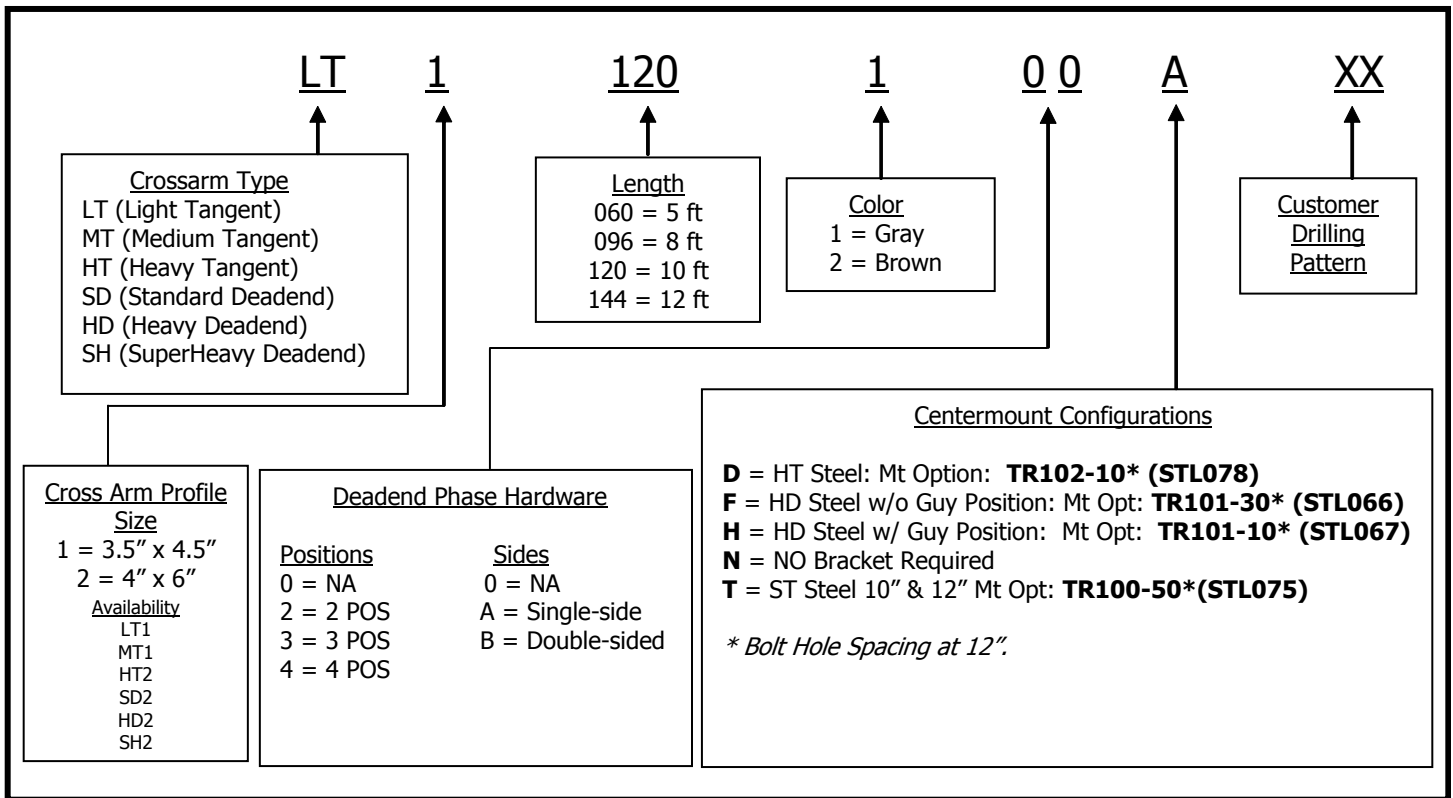 LT 1 120 1 0 0 A XX
Crossarm Type
LT (Light Tangent)
MT (Medium Tangent)
HT (Heavy Tangent)
SD (Standard Deadend)
HD (Heavy Deadend)
SH (SuperHeavy Deadend)
Length
060 = 5 ft
096 = 8 ft
120 = 10 ft
144 = 12 ft
Color
1 = Gray
2 = Brown
Customer
Drilling
Pattern
Cross Arm Profile
Size
1 = 3.5” x 4.5”
2 = 4” x 6”
Availability
LT1
MT1
HT2
SD2
HD2
SH2
Deadend Phase Hardware
Positions
0 = NA
2 = 2 POS
3 = 3 POS
4 = 4 POS
Sides
0 = NA
A = Single-side
B = Double-sided
Centermount Configurations
D = HT Steel: Mt Option: TR102-10* (STL078)
F = HD Steel w/o Guy Position: Mt Opt: TR101-30* (STL066)
H = HD Steel w/ Guy Position: Mt Opt: TR101-10* (STL067)
N = NO Bracket Required
T = ST Steel 10” & 12” Mt Opt: TR100-50*(STL075)
* Bolt Hole Spacing at 12”.